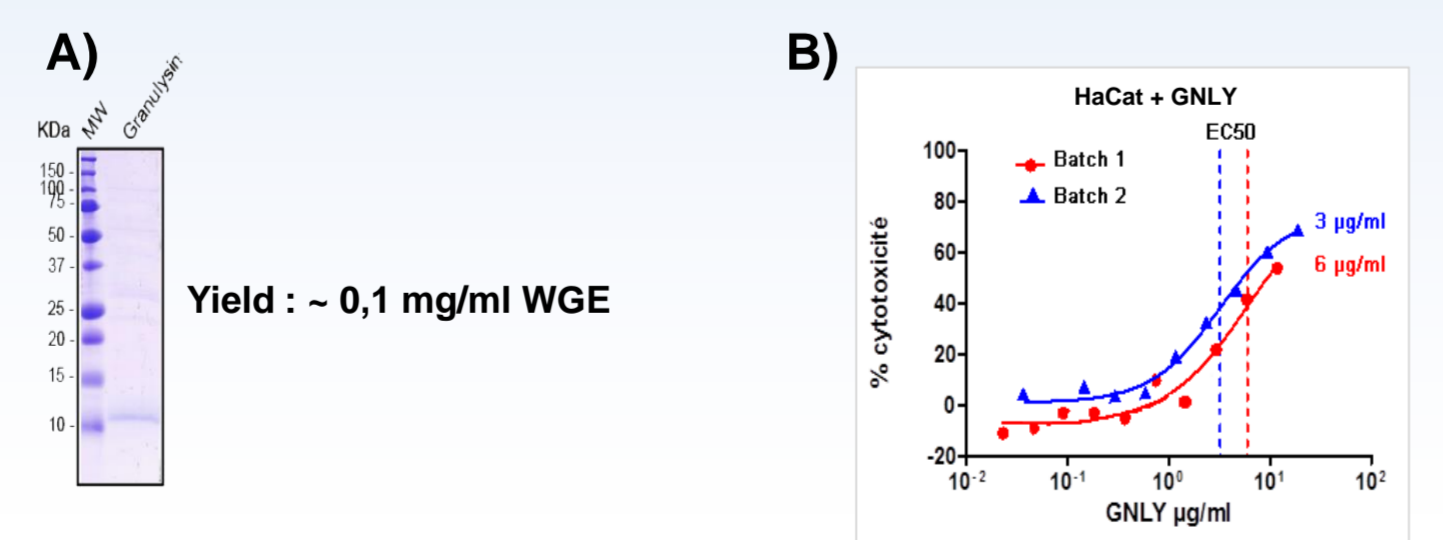 A)
KDa
MW
Granulysin
150 -
100 -
75 -
50 -
37 -
25 -
20 -
15 -
10 -
Yield : ~ 0,1 mg/ml WGE
B)
HaCat + GNLY
EC50
Batch 1
Batch 2
3 µg/ml
6 µg/ml
% cytotoxicité
100
80
60
40
20
0
-20
10⁻² 10⁻¹ 10⁰ 10¹ 10²
GNLY µg/ml